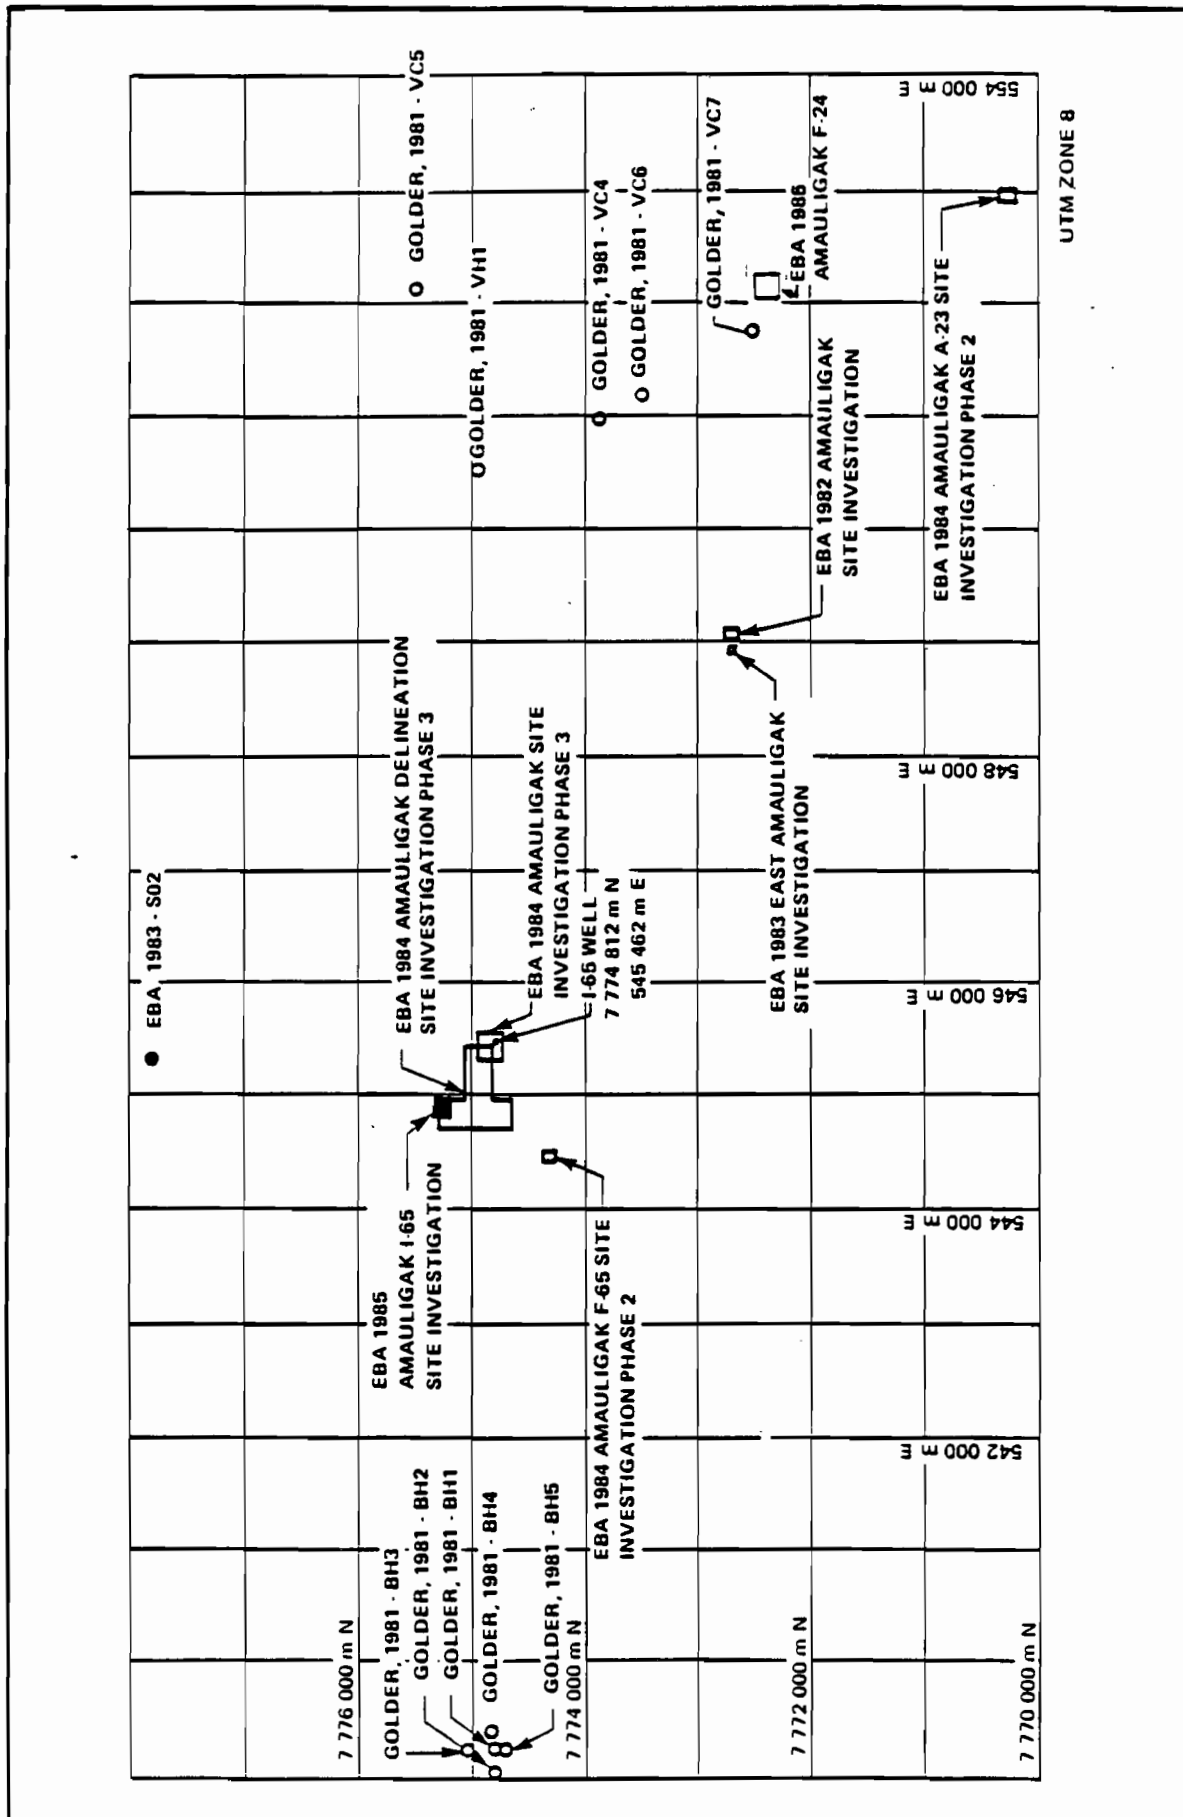 EBA, 1983 - S02
GOLDER, 1981 - VC5
7 776 000 m N
GOLDER, 1981 - BH3
GOLDER, 1981 - BH2
GOLDER, 1981 - BH1
GOLDER, 1981 - BH4
GOLDER, 1981 - BH5
7 774 000 m N
EBA 1985
AMAULIGAK I-65
SITE INVESTIGATION
EBA 1984 AMAULIGAK DELINEATION
SITE INVESTIGATION PHASE 3
GOLDER, 1981 - VH1
EBA 1984 AMAULIGAK SITE
INVESTIGATION PHASE 3
I-65 WELL
7 774 812 m N
545 462 m E
EBA 1984 AMAULIGAK F-65 SITE
INVESTIGATION PHASE 2
GOLDER, 1981 - VC4
GOLDER, 1981 - VC6
GOLDER, 1981 - VC7
EBA 1986
AMAULIGAK F-24
EBA 1983 EAST AMAULIGAK
SITE INVESTIGATION
EBA 1982 AMAULIGAK
SITE INVESTIGATION
7 772 000 m N
EBA 1984 AMAULIGAK A-23 SITE
INVESTIGATION PHASE 2
7 770 000 m N
542 000 m E
544 000 m E
546 000 m E
548 000 m E
554 000 m E
UTM ZONE 8